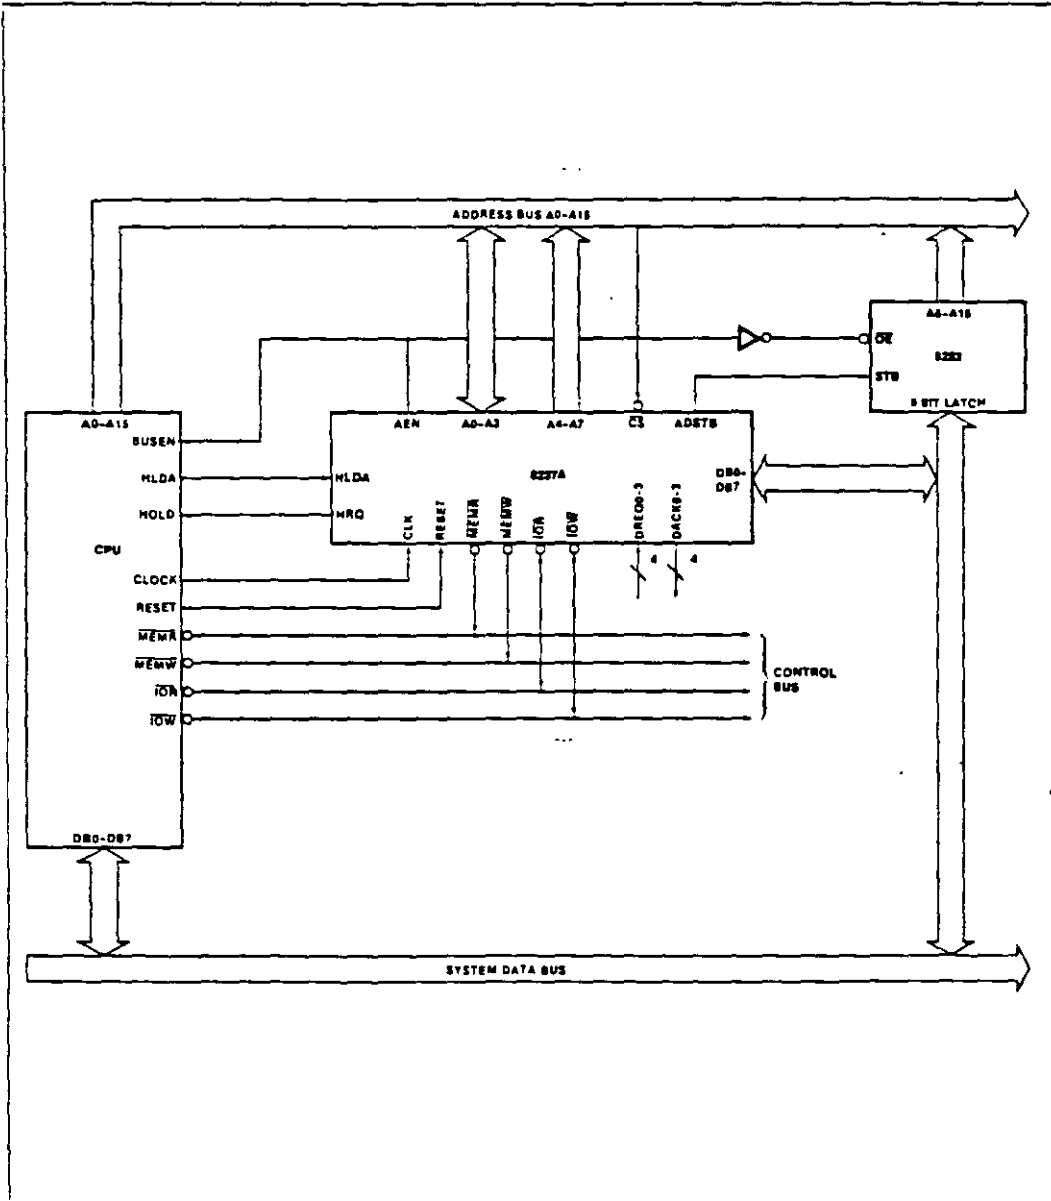 ADDRESS BUS A0-A15
A8-A15
OE
8282
STB
8 BIT LATCH
A0-A15
BUSEN
HLDA
HOLD
CPU
CLOCK
RESET
MEMR
MEMW
IOR
IOW
DB0-DB7
AEN
A0-A3
A4-A7
CS
ADSTB
HLDA
8237A
HRQ
DB0-
DB7
CLK
RESET
MEMR
MEMW
IOR
IOW
DREQ0-3
DACK0-3
4
4
CONTROL
BUS
SYSTEM DATA BUS